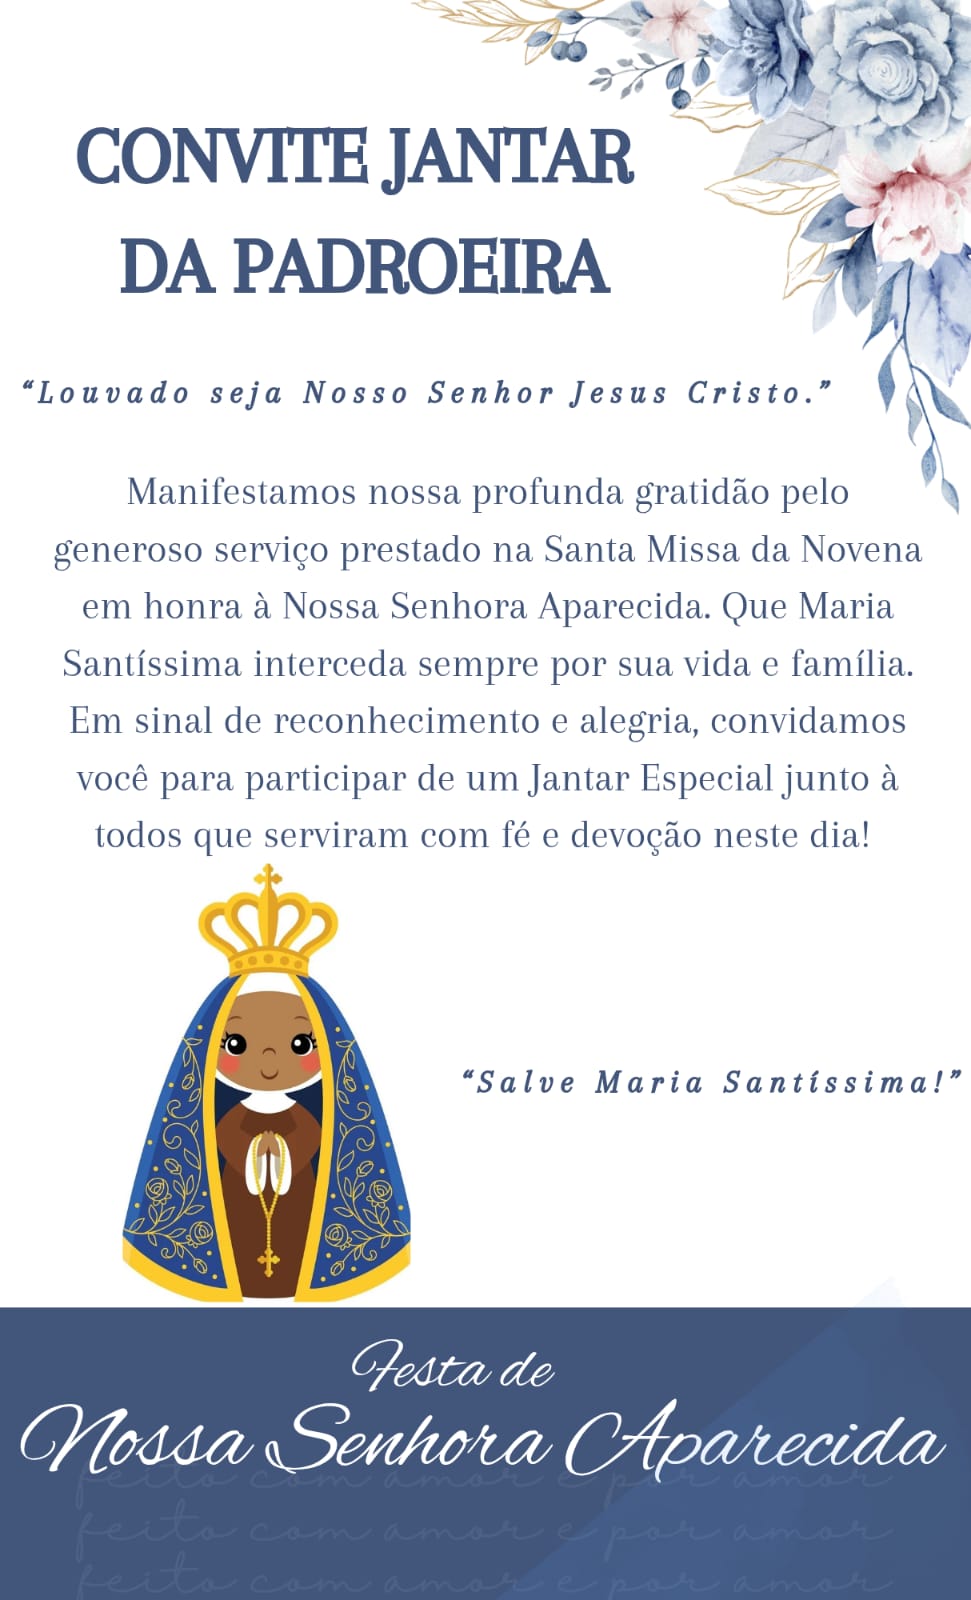 CONVITE JANTAR
DA PADROEIRA
“Louvado seja Nosso Senhor Jesus Cristo.”
Manifestamos nossa profunda gratidão pelo
generoso serviço prestado na Santa Missa da Novena
em honra à Nossa Senhora Aparecida. Que Maria
Santíssima interceda sempre por sua vida e família.
Em sinal de reconhecimento e alegria, convidamos
você para participar de um Jantar Especial junto à
todos que serviram com fé e devoção neste dia!
“Salve Maria Santíssima!”
Festa de
Nossa Senhora Aparecida
feito com amor e por amor
feito com amor e por amor
feito com amor e por amor